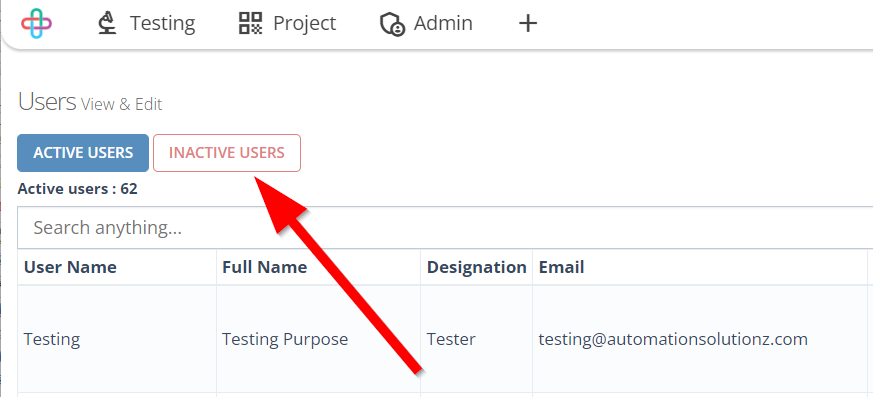 Testing Project Admin +
Users View & Edit
ACTIVE USERS INACTIVE USERS
Active users : 62
Search anything...
User Name Full Name Designation Email
Testing Testing Purpose Tester testing@automationsolutionz.com